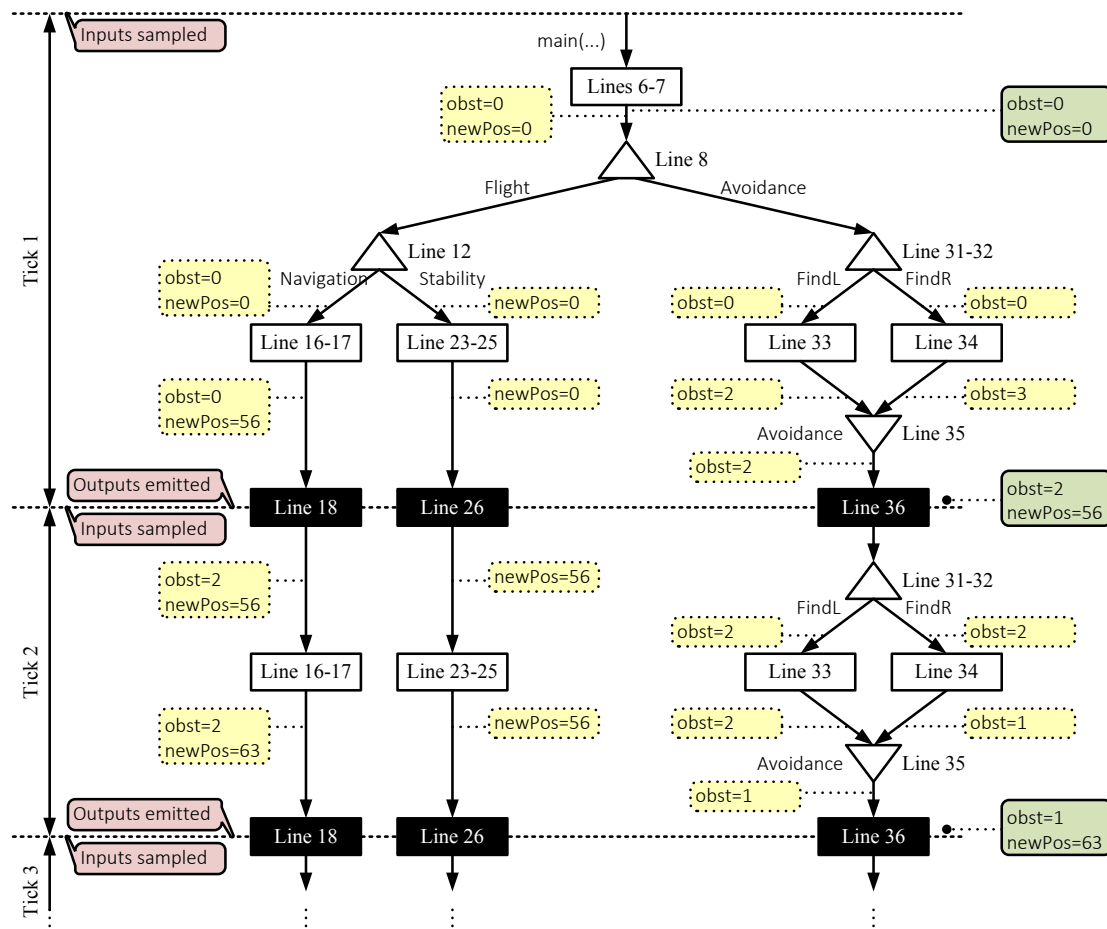 Inputs sampled
main(...)
Lines 6-7
obst=0
newPos=0
obst=0
newPos=0
Line 8
Flight
Avoidance
Tick 1
Line 12
Line 31-32
obst=0
newPos=0
Navigation
Stability
newPos=0
obst=0
FindL
FindR
obst=0
Line 16-17
Line 23-25
Line 33
Line 34
obst=0
newPos=56
newPos=0
obst=2
obst=3
Avoidance
Line 35
obst=2
Outputs emitted
Line 18
Line 26
Line 36
obst=2
newPos=56
Inputs sampled
obst=2
newPos=56
newPos=56
Line 31-32
FindL
FindR
obst=2
obst=2
Tick 2
Line 16-17
Line 23-25
Line 33
Line 34
obst=2
newPos=63
newPos=56
obst=2
obst=1
Avoidance
Line 35
obst=1
Outputs emitted
Line 18
Line 26
Line 36
obst=1
newPos=63
Inputs sampled
Tick 3